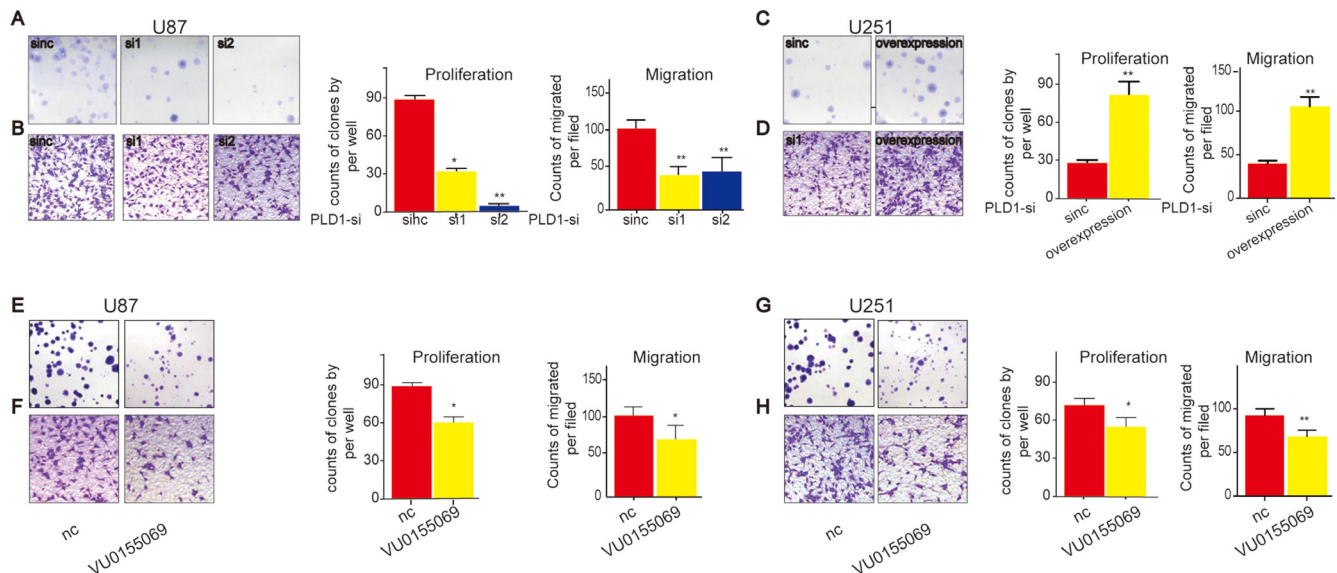 A
U87
sinc
si1
si2
B
sinc
si1
si2
Proliferation
counts of clones by
per well
90
60
30
0
PLD1-si
sinc
si1
si2
Migration
Counts of migrated
per filed
150
100
50
0
PLD1-si
sinc
si1
si2
C
U251
sinc
overexpression
D
si1
overexpression
Proliferation
counts of clones by
per well
90
60
30
0
PLD1-si
sinc
overexpression
**
Migration
Counts of migrated
per filed
150
100
50
0
PLD1-si
sinc
overexpression
**
*
**
**
**
E
U87
F
nc
VU0155069
Proliferation
counts of clones by
per well
90
60
30
0
*
nc
VU0155069
Migration
Counts of migrated
per filed
150
100
50
0
*
nc
VU0155069
G
U251
H
nc
VU0155069
Proliferation
counts of clones by
per well
90
60
30
0
*
nc
VU0155069
Migration
Counts of migrated
per filed
150
100
50
0
**
nc
VU0155069